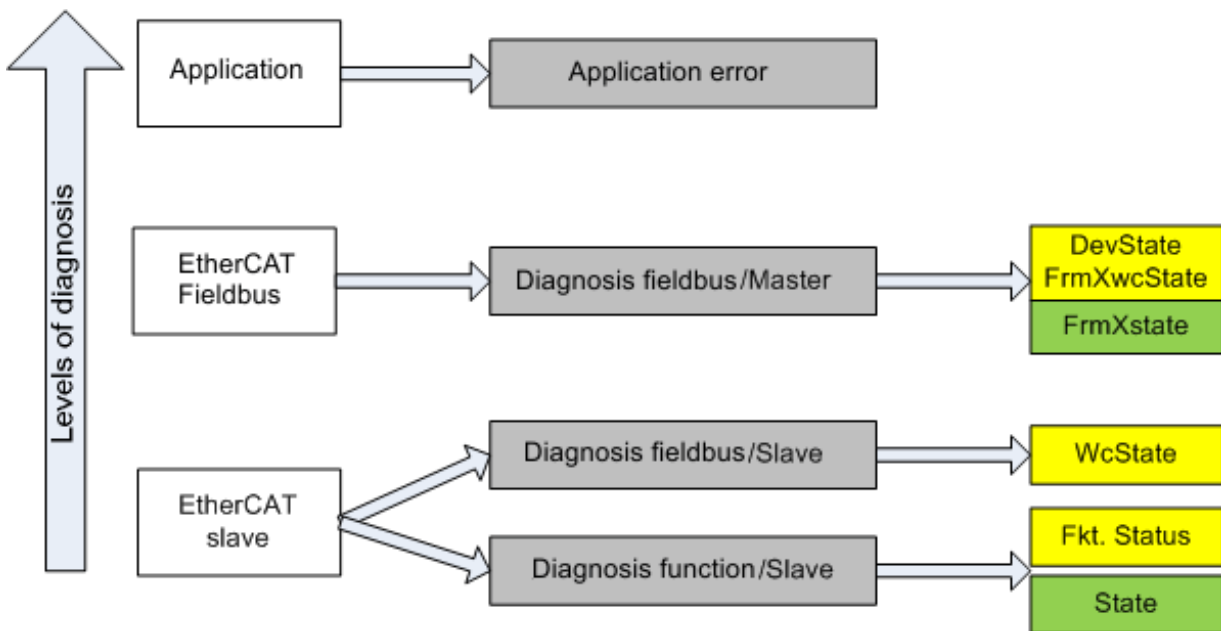 Levels of diagnosis
Application
Application error
EtherCAT
Fieldbus
Diagnosis fieldbus/Master
DevState
FrmXwcState
FrmXstate
EtherCAT
slave
Diagnosis fieldbus/Slave
WcState
Diagnosis function/Slave
Fkt. Status
State